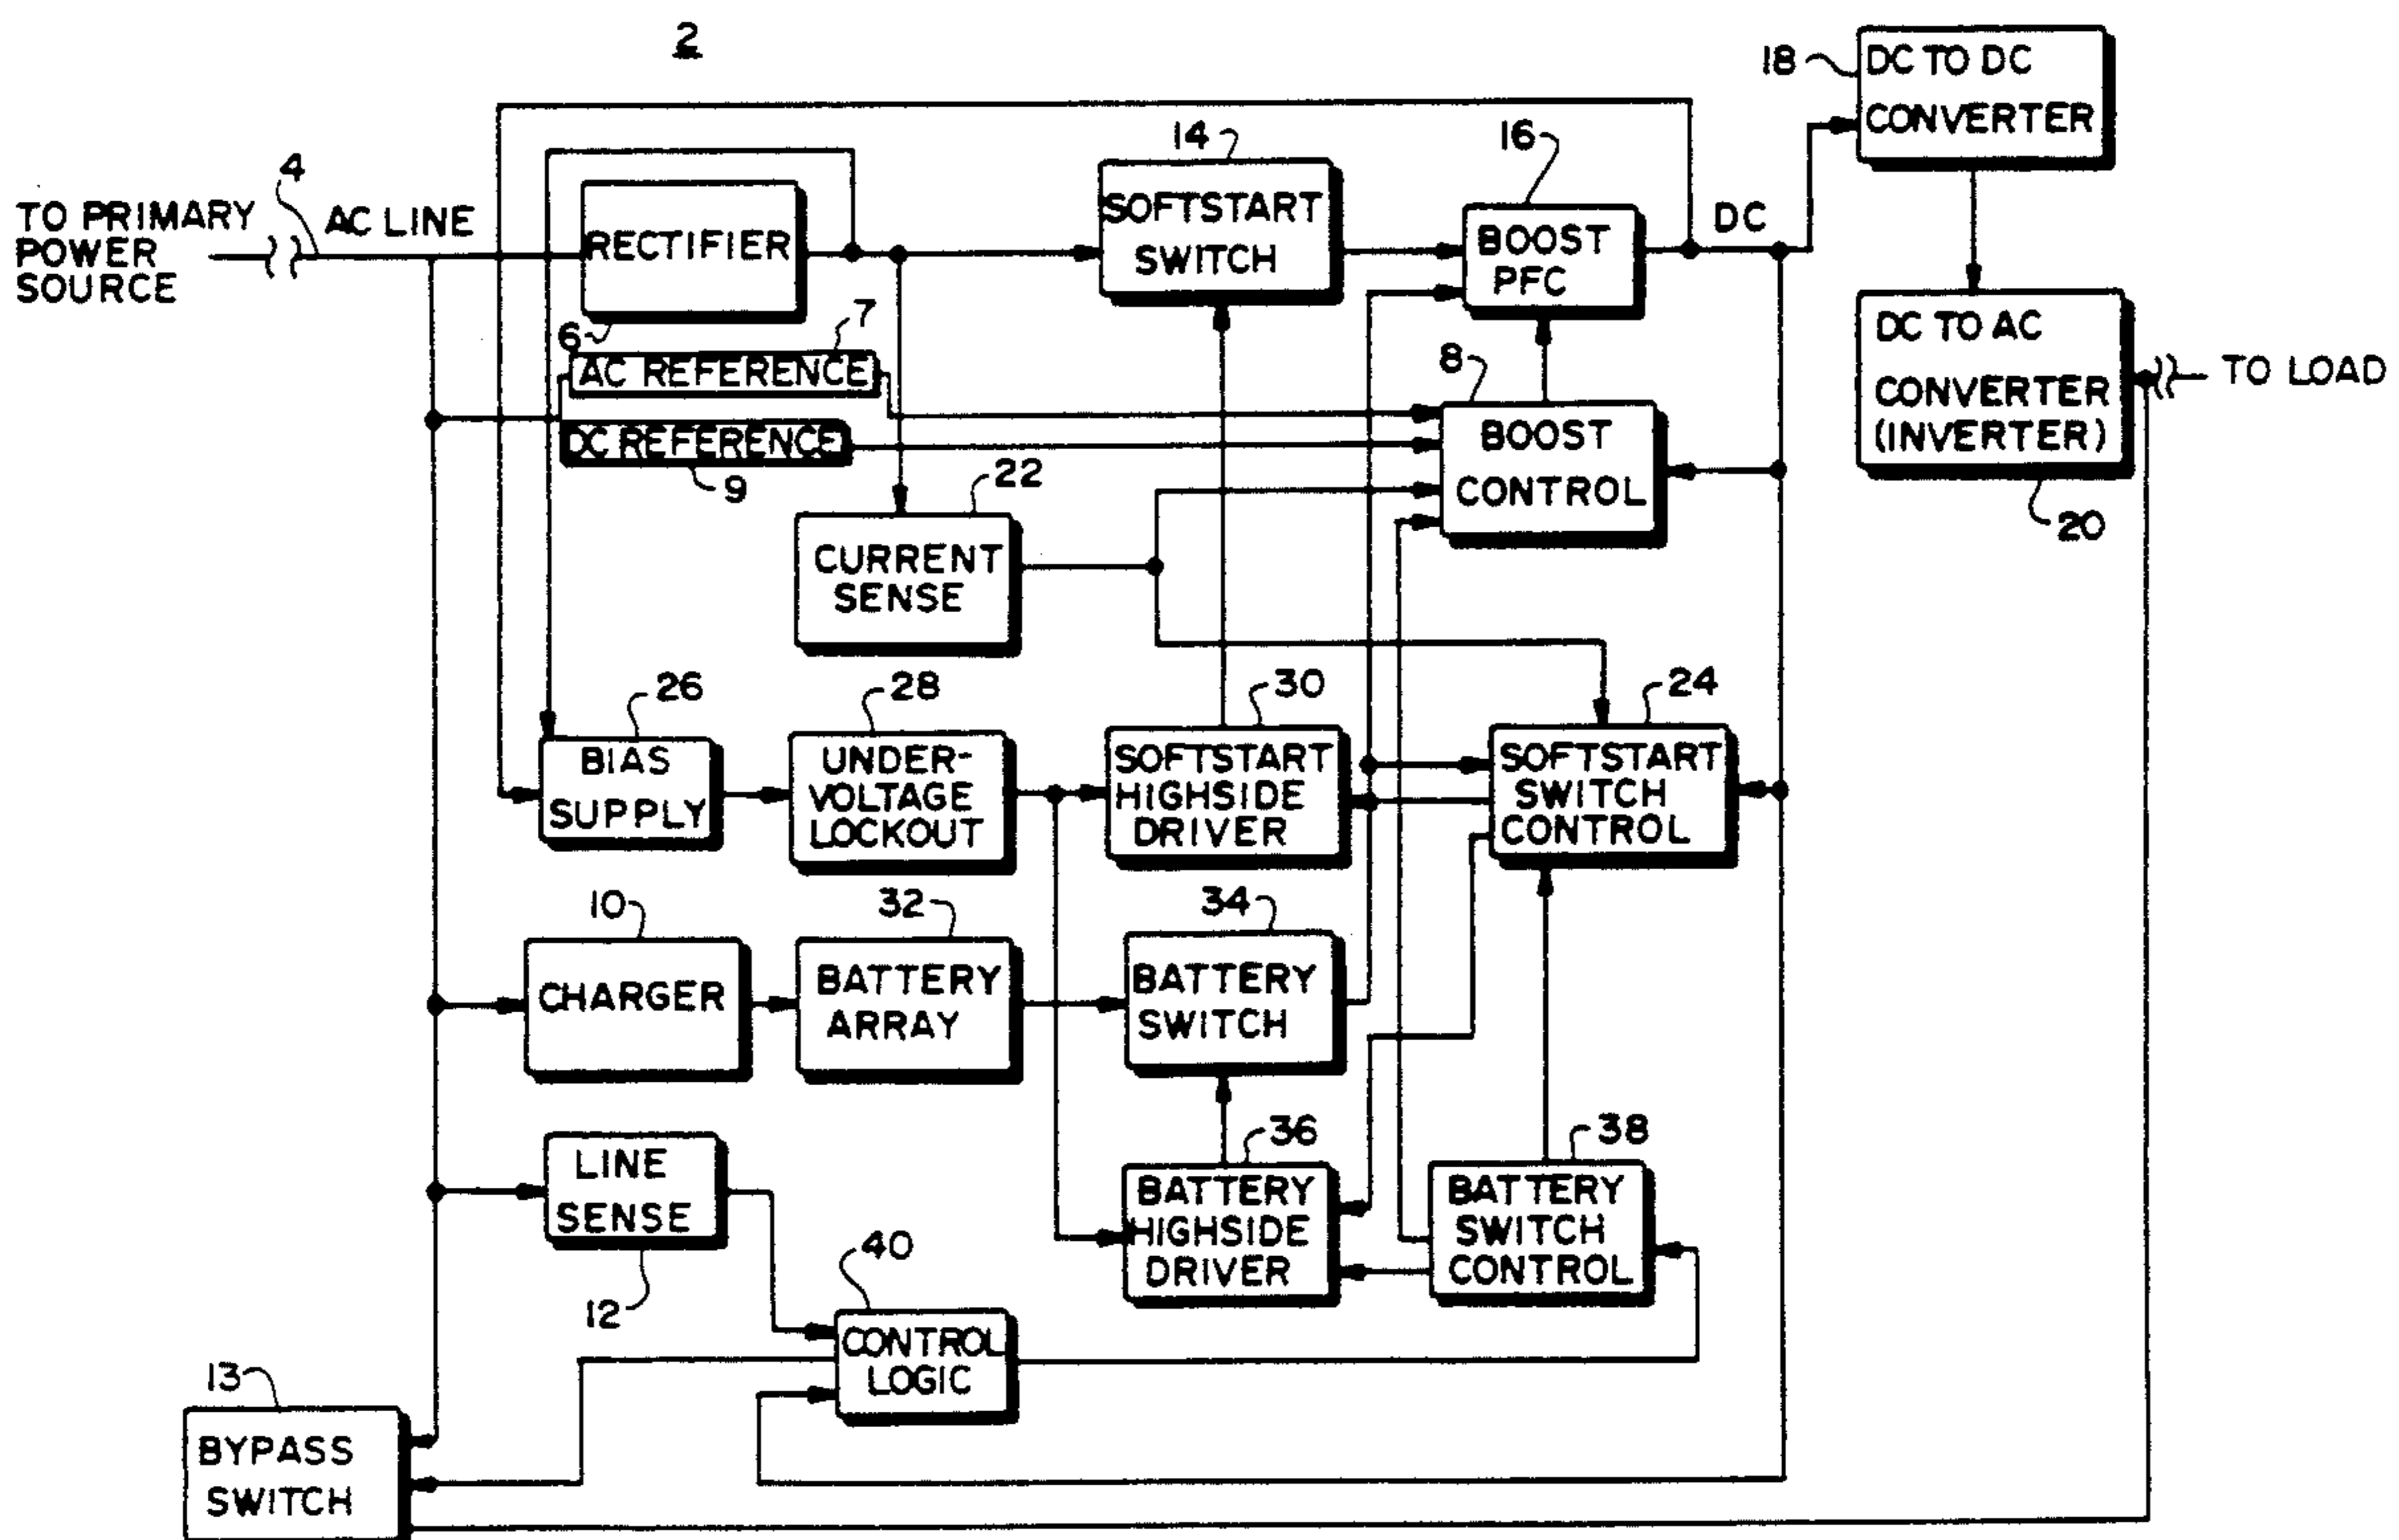 2
18
DC TO DC
CONVERTER
14
16
4
TO PRIMARY
POWER
SOURCE
AC LINE
RECTIFIER
SOFTSTART
SWITCH
BOOST
PFC
DC
6
7
AC REFERENCE
8
DC TO AC
CONVERTER
(INVERTER)
TO LOAD
DC REFERENCE
9
BOOST
CONTROL
22
20
CURRENT
SENSE
26
28
30
24
BIAS
SUPPLY
UNDER-
VOLTAGE
LOCKOUT
SOFTSTART
HIGHSIDE
DRIVER
SOFTSTART
SWITCH
CONTROL
10
32
34
CHARGER
BATTERY
ARRAY
BATTERY
SWITCH
36
38
LINE
SENSE
BATTERY
HIGHSIDE
DRIVER
BATTERY
SWITCH
CONTROL
12
40
CONTROL
LOGIC
13
BYPASS
SWITCH